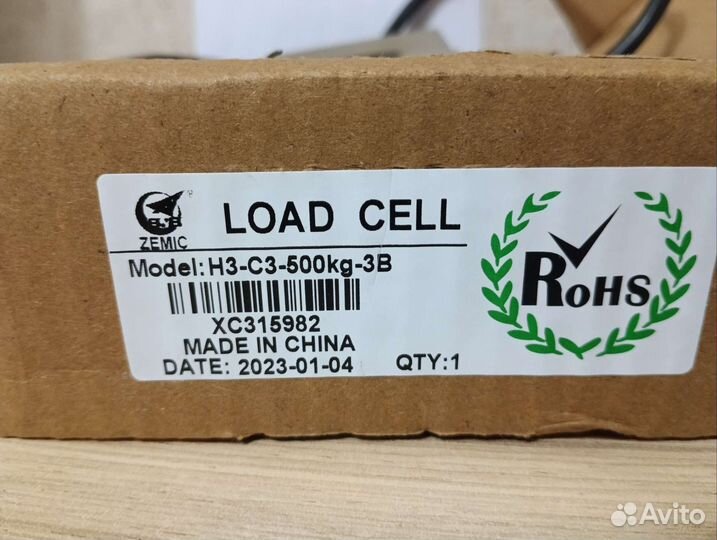 LOAD CELL
ZEMIC
Model: H3-C3-500kg-3B
XC315982
MADE IN CHINA
DATE: 2023-01-04 QTY:1
RoHS
Avito